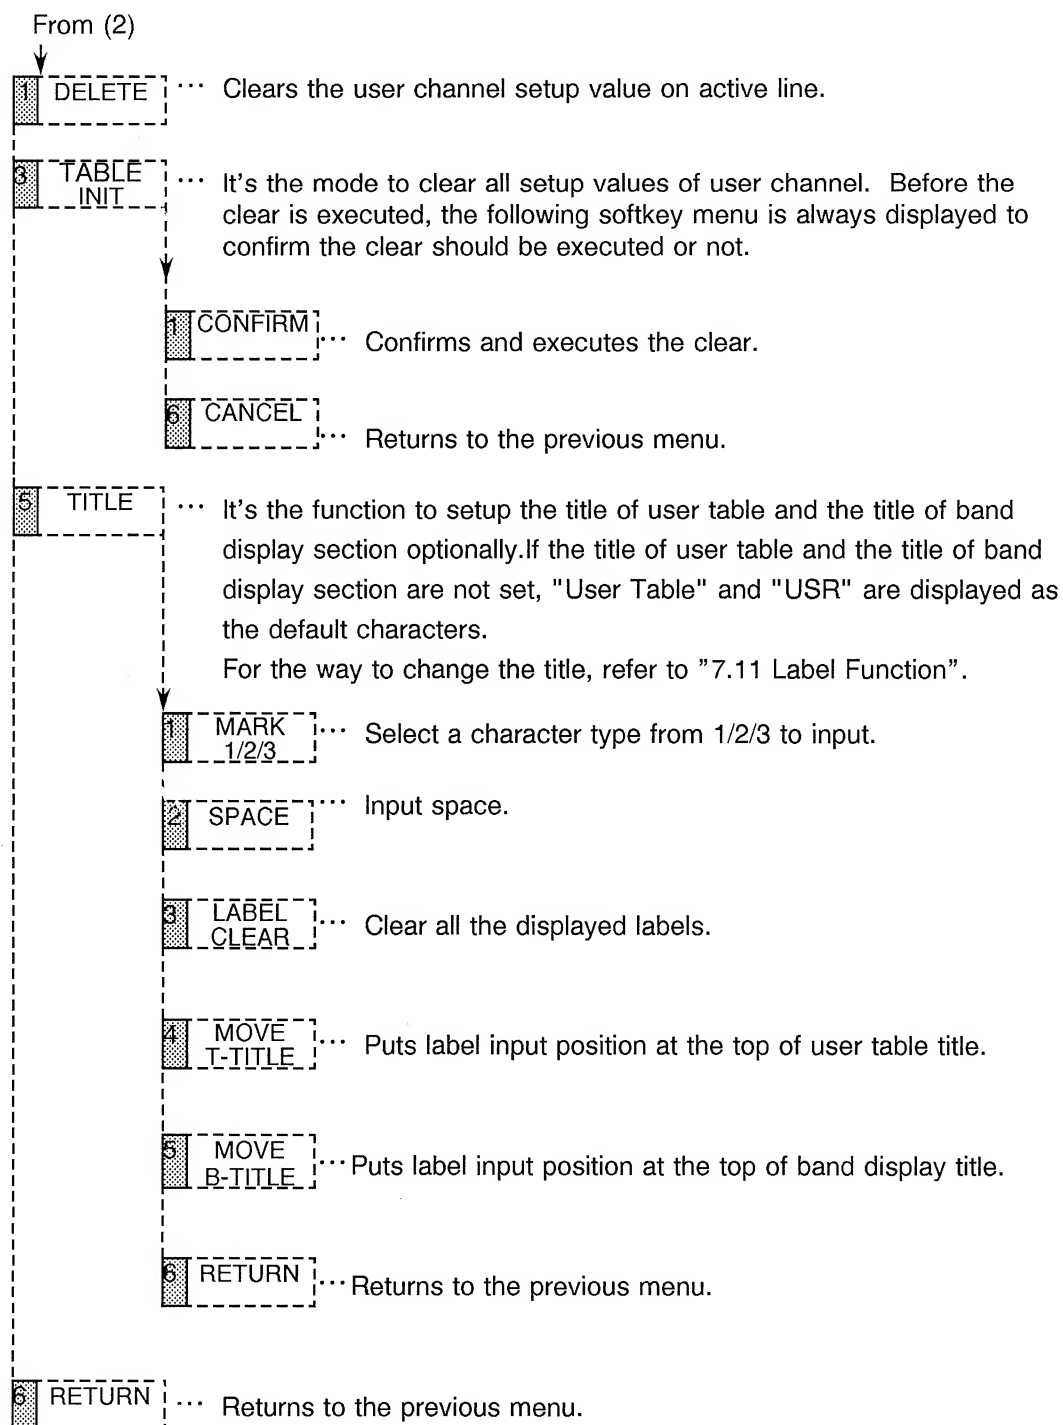 From (2)
1 DELETE ··· Clears the user channel setup value on active line.
3 TABLE
INIT
··· It's the mode to clear all setup values of user channel. Before the
clear is executed, the following softkey menu is always displayed to
confirm the clear should be executed or not.
1 CONFIRM ··· Confirms and executes the clear.
6 CANCEL ··· Returns to the previous menu.
5 TITLE ··· It's the function to setup the title of user table and the title of band
display section optionally.If the title of user table and the title of band
display section are not set, "User Table" and "USR" are displayed as
the default characters.
For the way to change the title, refer to "7.11 Label Function".
1 MARK
1/2/3
··· Select a character type from 1/2/3 to input.
2 SPACE ··· Input space.
3 LABEL
CLEAR
··· Clear all the displayed labels.
4 MOVE
T-TITLE
··· Puts label input position at the top of user table title.
5 MOVE
B-TITLE
··· Puts label input position at the top of band display title.
6 RETURN ··· Returns to the previous menu.
6 RETURN ··· Returns to the previous menu.